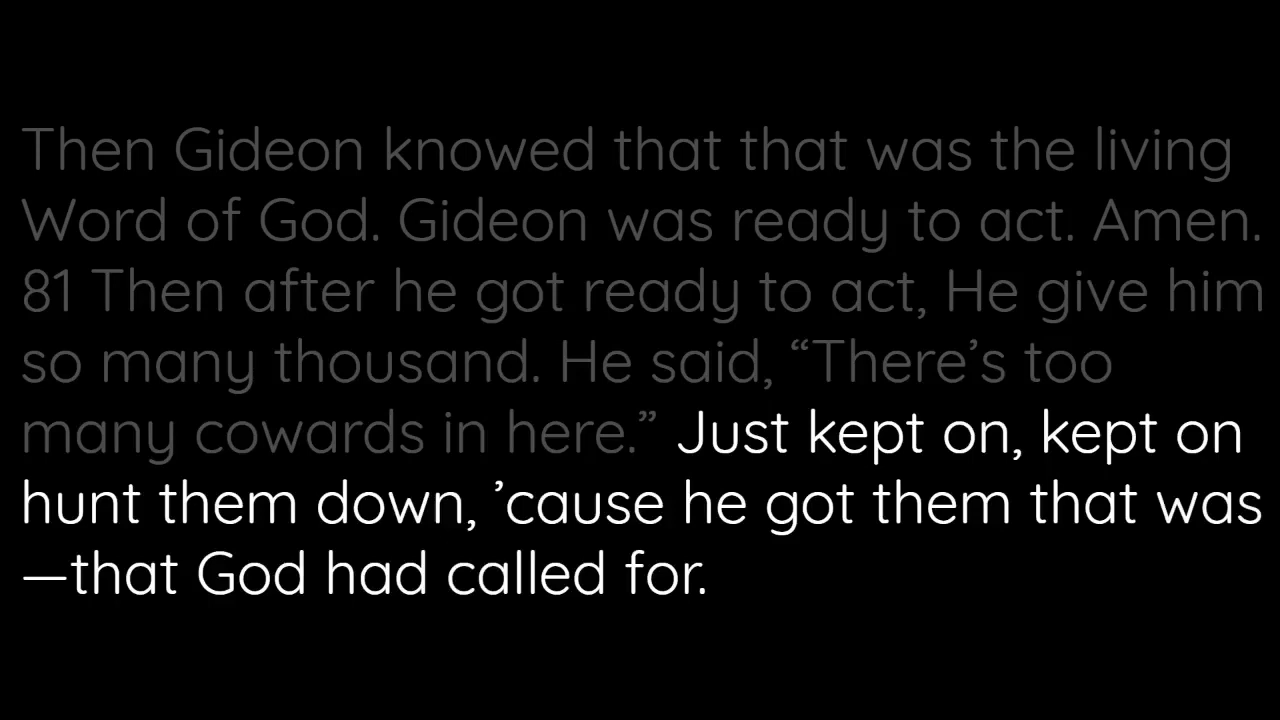 Then Gideon knowed that that was the living
Word of God. Gideon was ready to act. Amen.
81 Then after he got ready to act, He give him
so many thousand. He said, “There’s too
many cowards in here.” Just kept on, kept on
hunt them down, ’cause he got them that was
—that God had called for.